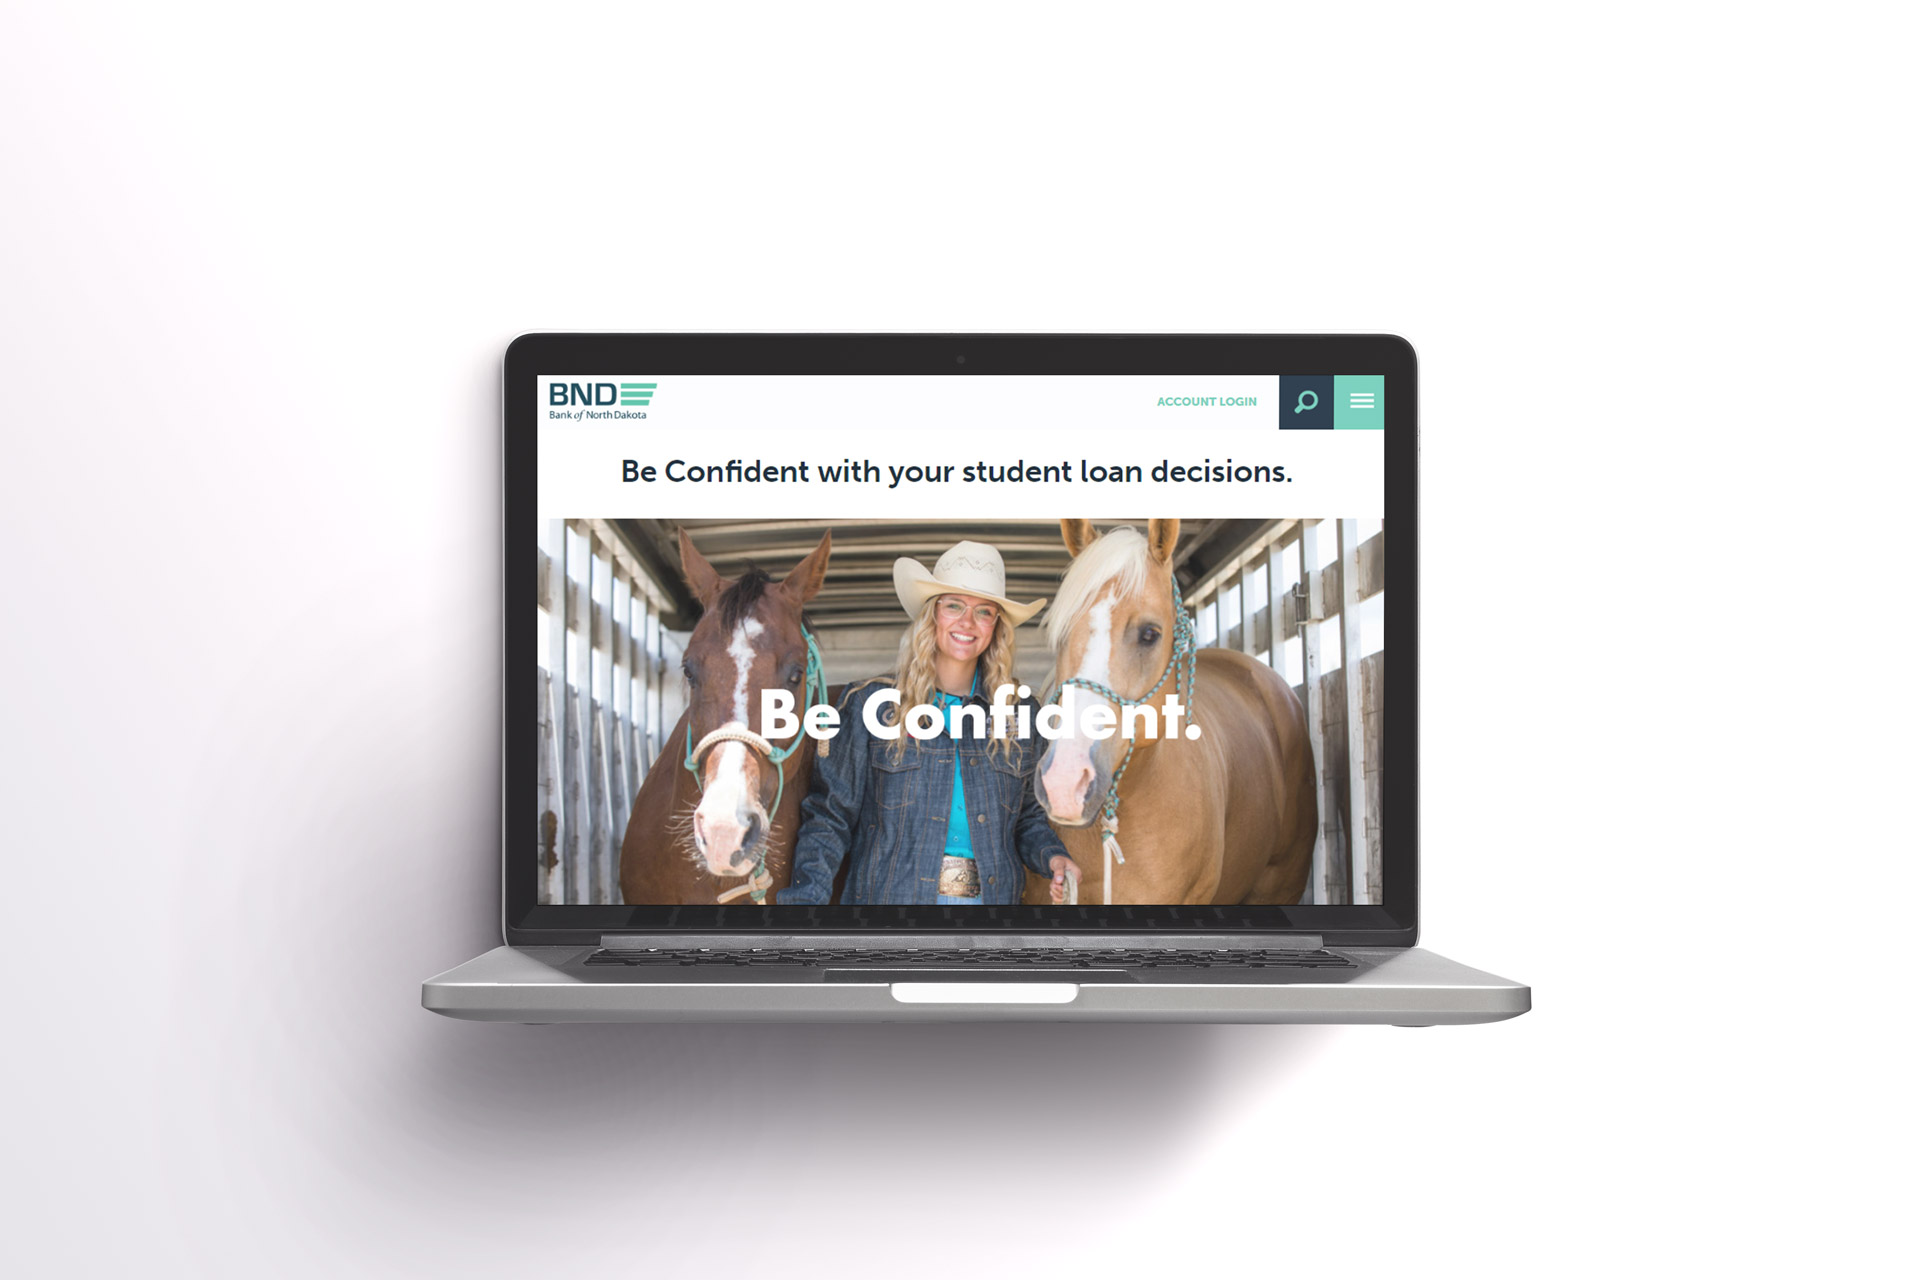 BND
Bank of North Dakota
ACCOUNT LOGIN
Be Confident with your student loan decisions.
Be Confident.